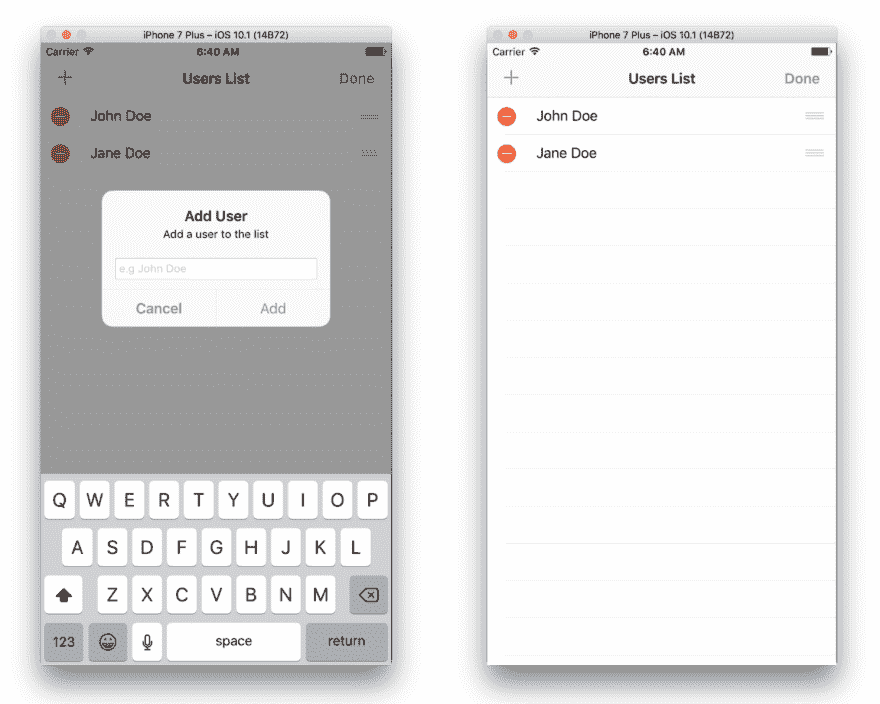 iPhone 7 Plus – iOS 10.1 (14B72)
Carrier 6:40 AM
Users List Done
John Doe
Jane Doe
Add User
Add a user to the list
e.g John Doe
Cancel Add
Q W E R T Y U I O P
A S D F G H J K L
Z X C V B N M
123 space return
iPhone 7 Plus – iOS 10.1 (14B72)
Carrier 6:40 AM
Users List Done
John Doe
Jane Doe